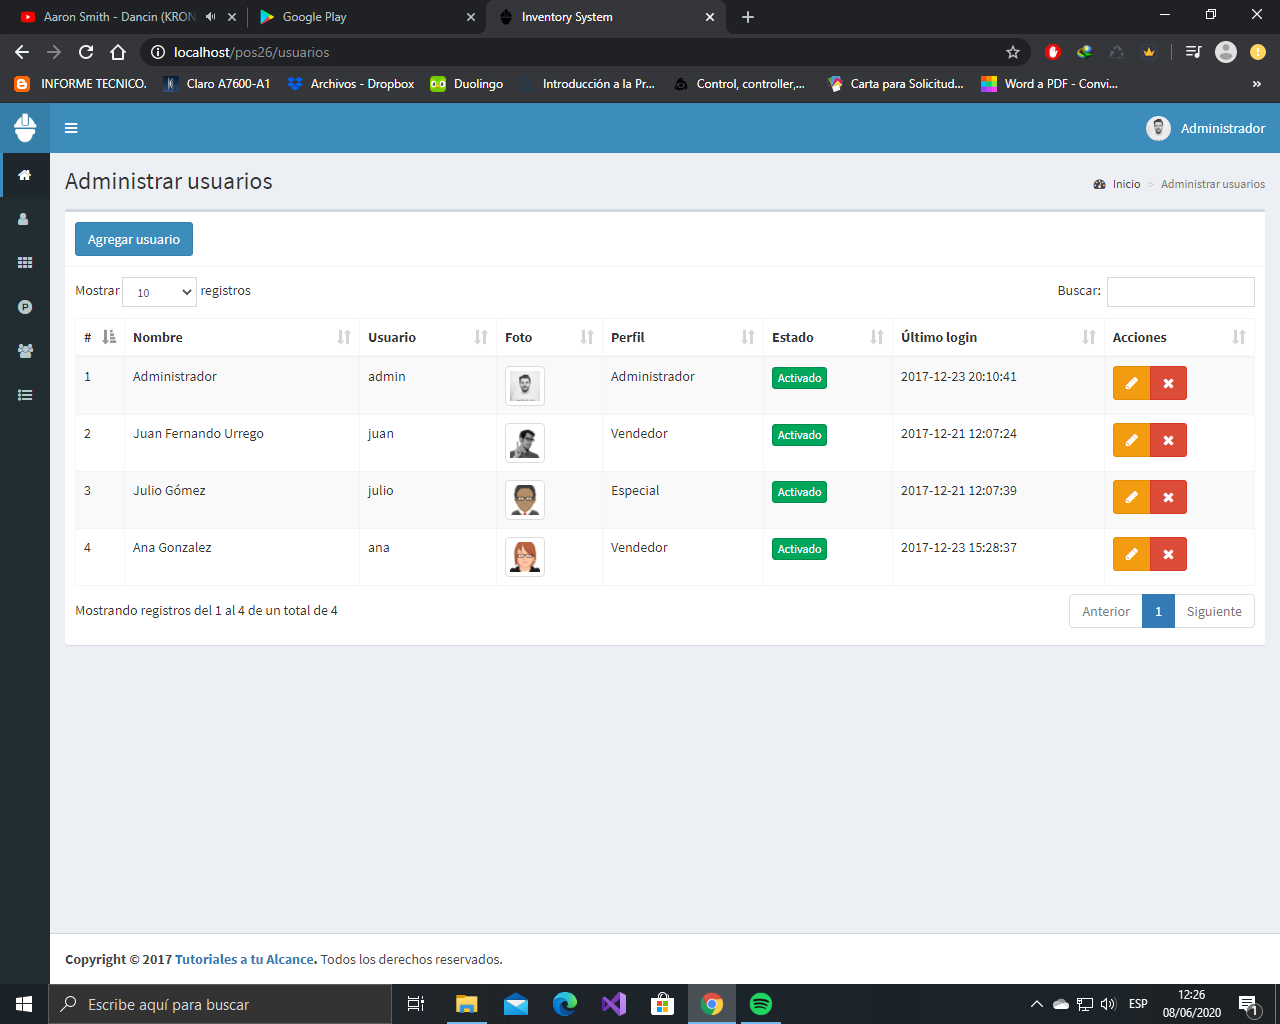 Aaron Smith - Dancin (KRON
Google Play
Inventory System
localhost/pos26/usuarios
INFORME TECNICO.
Claro A7600-A1
Archivos - Dropbox
Duolingo
Introducción a la Pr...
Control, controller,...
Carta para Solicitud...
Word a PDF - Convi...
»
Administrador
Administrar usuarios
Inicio > Administrar usuarios
Agregar usuario
Mostrar 10 registros
Buscar:
# Nombre Usuario Foto Perfil Estado Último login Acciones
1 Administrador admin Administrador Activado 2017-12-23 20:10:41
2 Juan Fernando Urrego juan Vendedor Activado 2017-12-21 12:07:24
3 Julio Gómez julio Especial Activado 2017-12-21 12:07:39
4 Ana Gonzalez ana Vendedor Activado 2017-12-23 15:28:37
Mostrando registros del 1 al 4 de un total de 4
Anterior 1 Siguiente
Copyright © 2017 Tutoriales a tu Alcance. Todos los derechos reservados.
Escribe aquí para buscar
ESP
12:26
08/06/2020
1